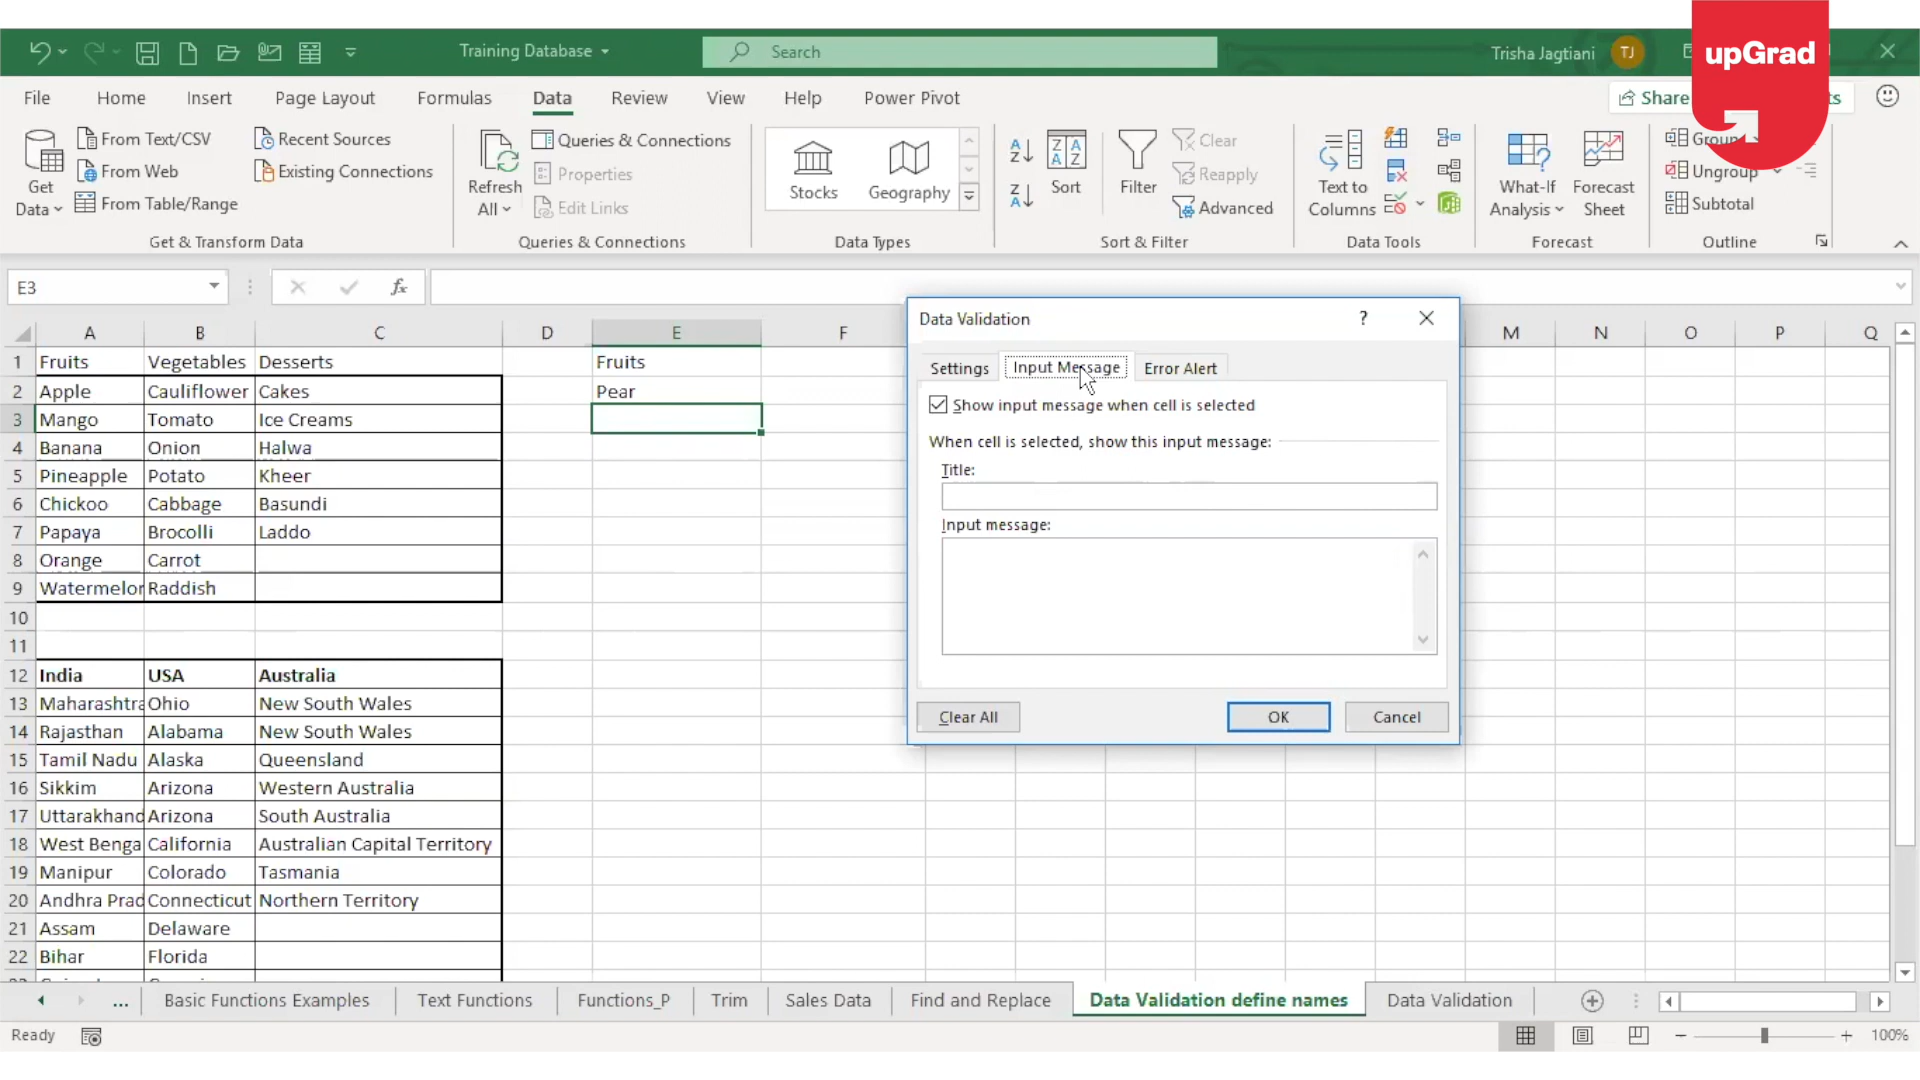 upGrad
Training Database
Search
Trisha Jagtiani
TJ
File Home Insert Page Layout Formulas Data Review View Help Power Pivot
Share
ts
Get Data
From Text/CSV
From Web
From Table/Range
Recent Sources
Existing Connections
Get & Transform Data
Refresh All
Queries & Connections
Properties
Edit Links
Queries & Connections
Stocks
Geography
Data Types
Sort
Filter
Clear
Reapply
Advanced
Sort & Filter
Text to Columns
Data Tools
What-If Analysis
Forecast Sheet
Forecast
Group
Ungroup
Subtotal
Outline
E3
fx
A B C D E F M N O P Q
1 Fruits Vegetables Desserts Fruits
2 Apple Cauliflower Cakes Pear
3 Mango Tomato Ice Creams
4 Banana Onion Halwa
5 Pineapple Potato Kheer
6 Chickoo Cabbage Basundi
7 Papaya Brocolli Laddo
8 Orange Carrot
9 Watermelor Raddish
10
11
12 India USA Australia
13 Maharashtra Ohio New South Wales
14 Rajasthan Alabama New South Wales
15 Tamil Nadu Alaska Queensland
16 Sikkim Arizona Western Australia
17 Uttarakhand Arizona South Australia
18 West Benga California Australian Capital Territory
19 Manipur Colorado Tasmania
20 Andhra Prad Connecticut Northern Territory
21 Assam Delaware
22 Bihar Florida
Data Validation
?
Settings Input Message Error Alert
Show input message when cell is selected
When cell is selected, show this input message:
Title:
Input message:
Clear All OK Cancel
... Basic Functions Examples Text Functions Functions_P Trim Sales Data Find and Replace Data Validation define names Data Validation
Ready
100%